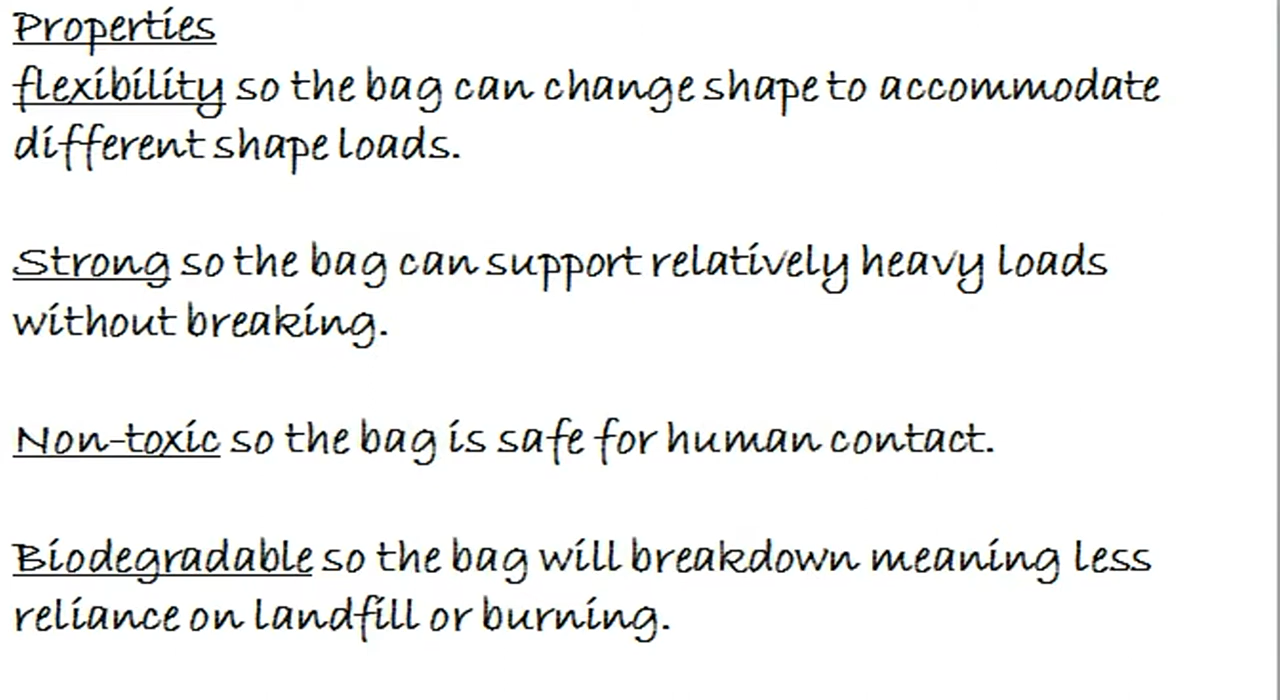 Properties
flexibility so the bag can change shape to accommodate
different shape loads.
Strong so the bag can support relatively heavy loads
without breaking.
Non-toxic so the bag is safe for human contact.
Biodegradable so the bag will breakdown meaning less
reliance on landfill or burning.